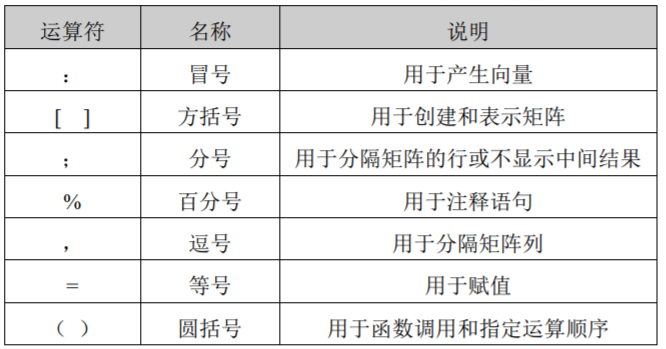 运算符 名称 说明
： 冒号 用于产生向量
[ ] 方括号 用于创建和表示矩阵
； 分号 用于分隔矩阵的行或不显示中间结果
% 百分号 用于注释语句
， 逗号 用于分隔矩阵列
= 等号 用于赋值
（ ） 圆括号 用于函数调用和指定运算顺序